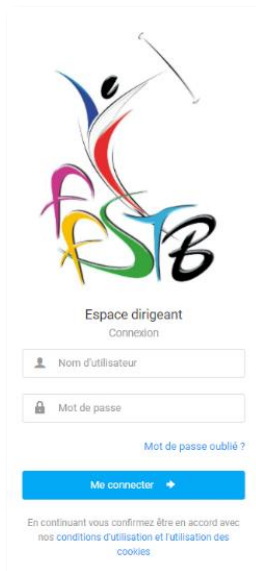 FFSTB
Espace dirigeant
Connexion
Nom d'utilisateur
Mot de passe
Mot de passe oublié ?
Me connecter
En continuant vous confirmez être en accord avec
nos conditions d'utilisation et l'utilisation des
cookies